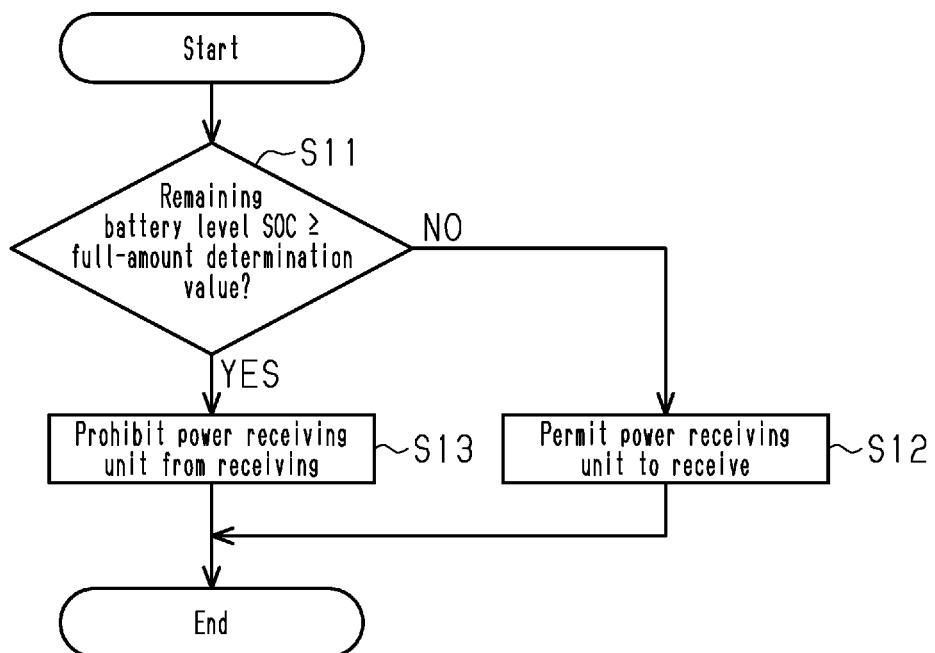 Start
S11
Remaining
battery level SOC ≥
full-amount determination
value?
NO
YES
Prohibit power receiving
unit from receiving
S13
Permit power receiving
unit to receive
S12
End